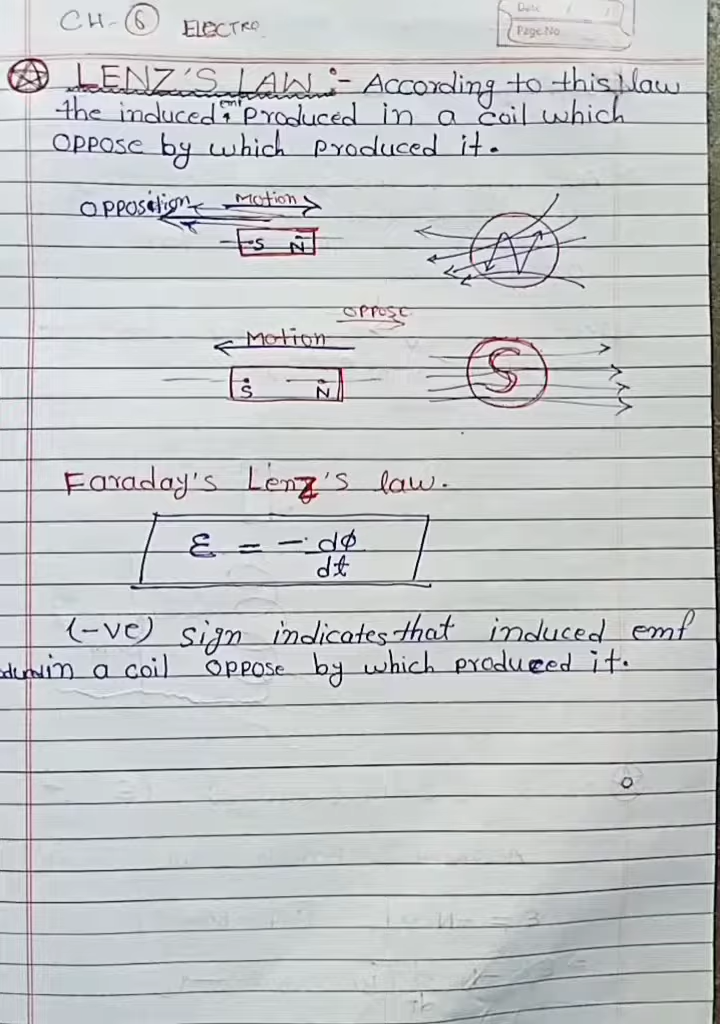 CH-6 ELECTRO
Date / /
Page No
LENZ'S LAW :- According to this law
the induced emf produced in a coil which
oppose by which produced it.
Opposition Motion
S N N
oppose
Motion
S N S
Faraday's Lenz's law.
ε = - dφ
dt
(-ve) sign indicates that induced emf
in a coil oppose by which produced it.